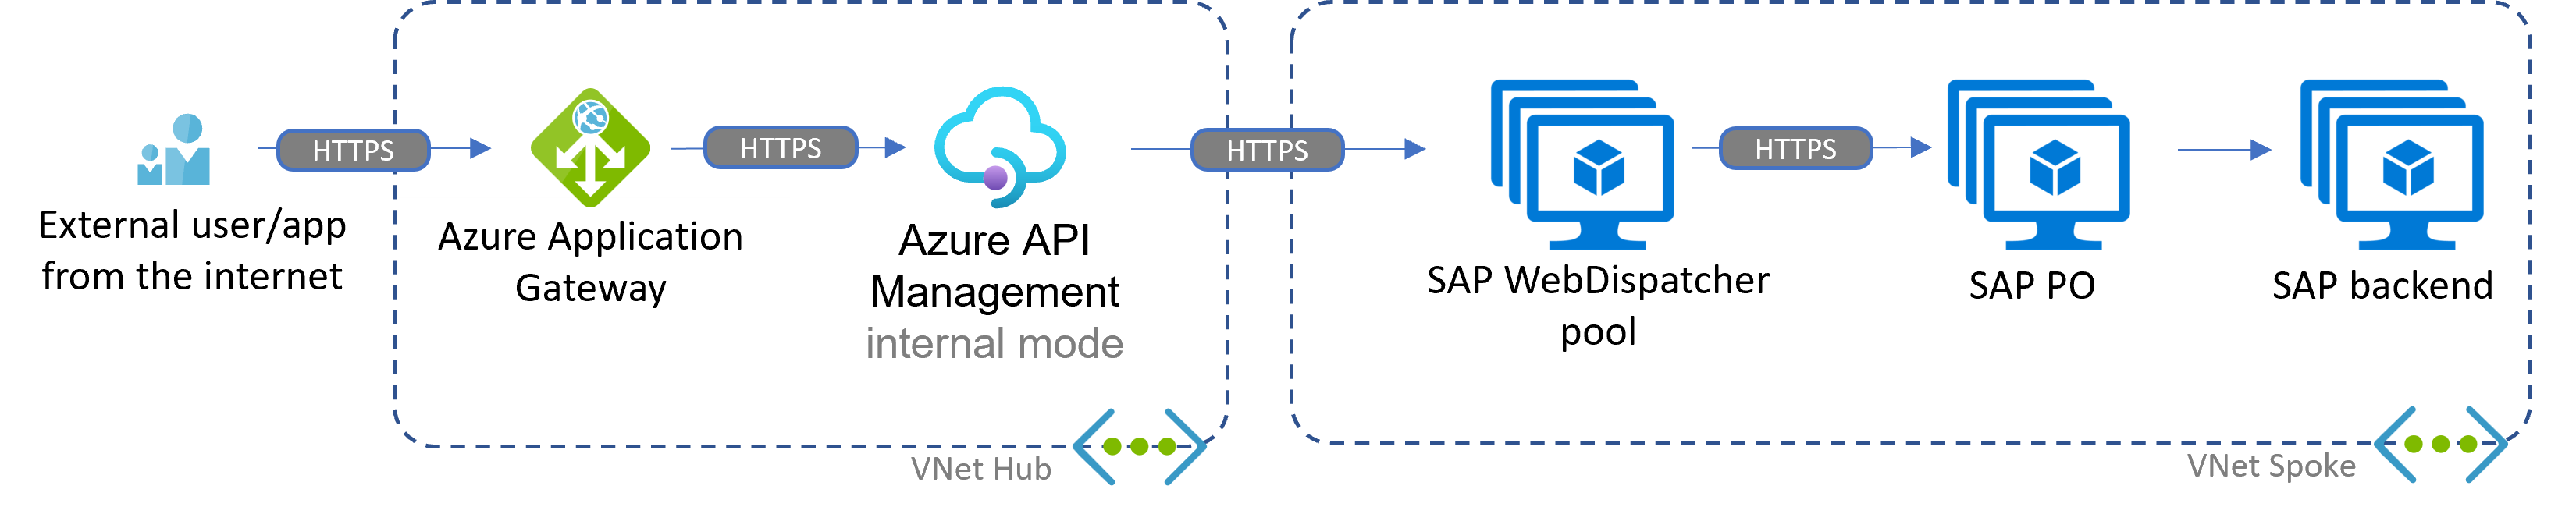 HTTPS
HTTPS
HTTPS
HTTPS
External user/app
from the internet
Azure Application
Gateway
Azure API
Management
internal mode
SAP WebDispatcher
pool
SAP PO
SAP backend
VNet Hub
VNet Spoke